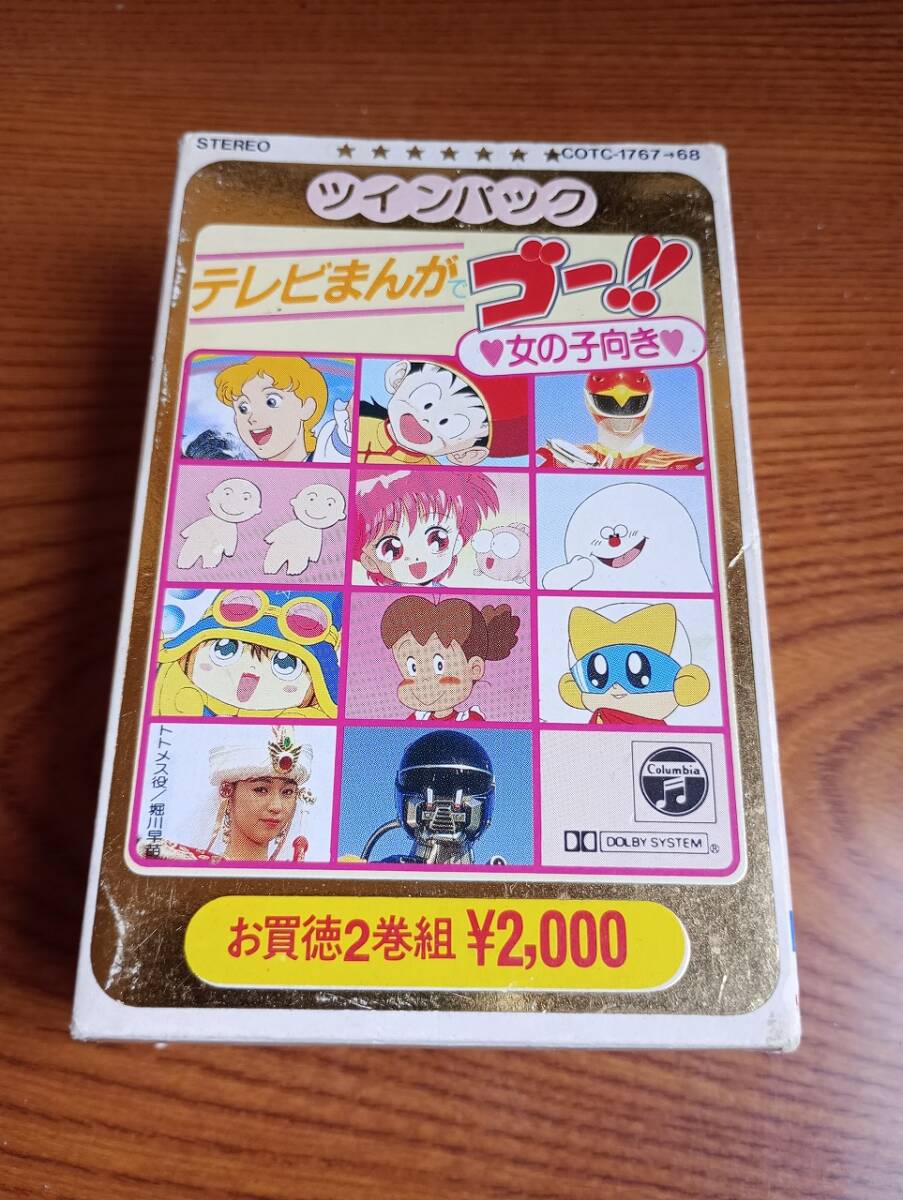 STEREO ★★★★★★★ COTC-1767→68
ツインパック
テレビまんがで
ゴー!!
♥女の子向き♥
トトメス役/堀川早苗
Columbia
DOLBY SYSTEM ®
お買徳2巻組 ¥2,000